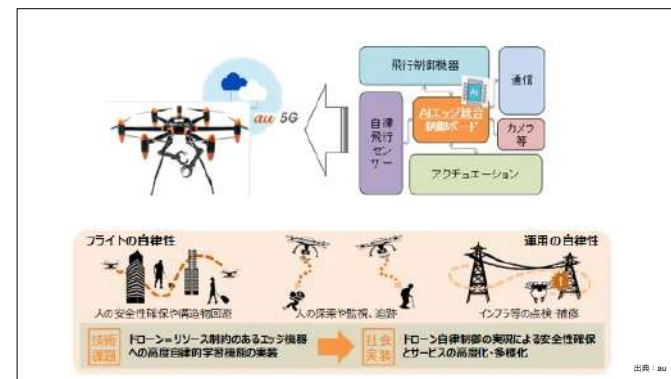 au 5G
飛行制御機器
AI
通信
自律
飛行セン
サー
AIエッジ統合
制御ボード
カメラ
等
アクチュエーション
フライトの自律性
運用の自律性
人の安全性確保や構造物回避
人の探索や監視、追跡
インフラ等の点検・補修
技術
課題
ドローン=リソース制約のあるエッジ機器
への高度自律的学習機能の実装
社会
実装
ドローン自律制御の実現による安全性確保
とサービスの高度化・多様化
出典:au